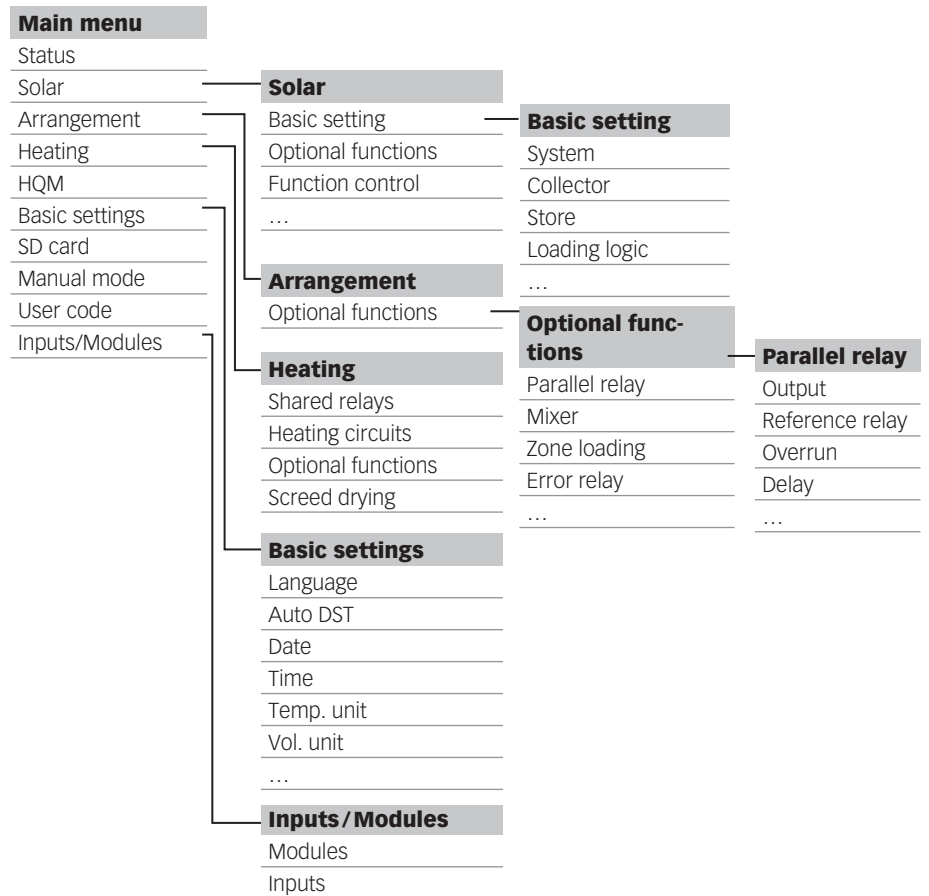 Main menu
Status
Solar
Arrangement
Heating
HQM
Basic settings
SD card
Manual mode
User code
Inputs/Modules
Solar
Basic setting
Optional functions
Function control
…
Basic setting
System
Collector
Store
Loading logic
…
Arrangement
Optional functions
Optional func-
tions
Parallel relay
Mixer
Zone loading
Error relay
…
Parallel relay
Output
Reference relay
Overrun
Delay
…
Heating
Shared relays
Heating circuits
Optional functions
Screed drying
Basic settings
Language
Auto DST
Date
Time
Temp. unit
Vol. unit
…
Inputs/Modules
Modules
Inputs